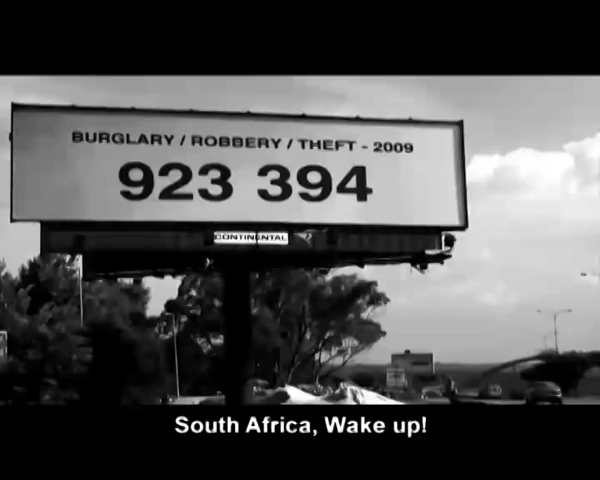 BURGLARY / ROBBERY / THEFT - 2009
923 394
CONTINENTAL
South Africa, Wake up!